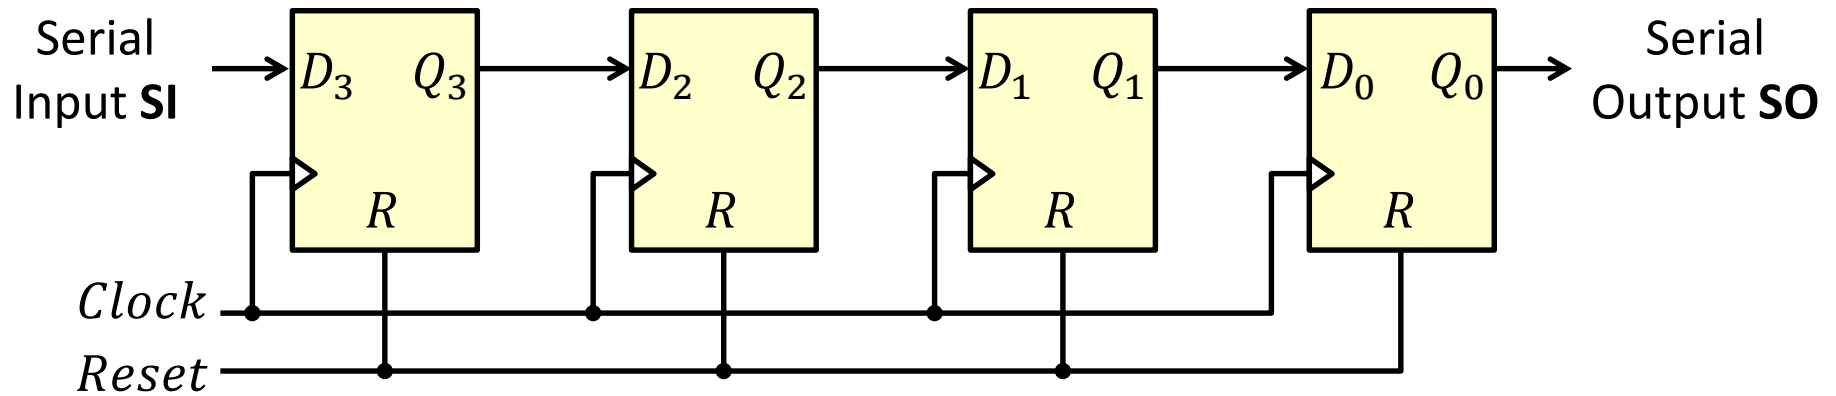 Serial
Input SI
D₃ Q₃
R
D₂ Q₂
R
D₁ Q₁
R
D₀ Q₀
R
Serial
Output SO
Clock
Reset